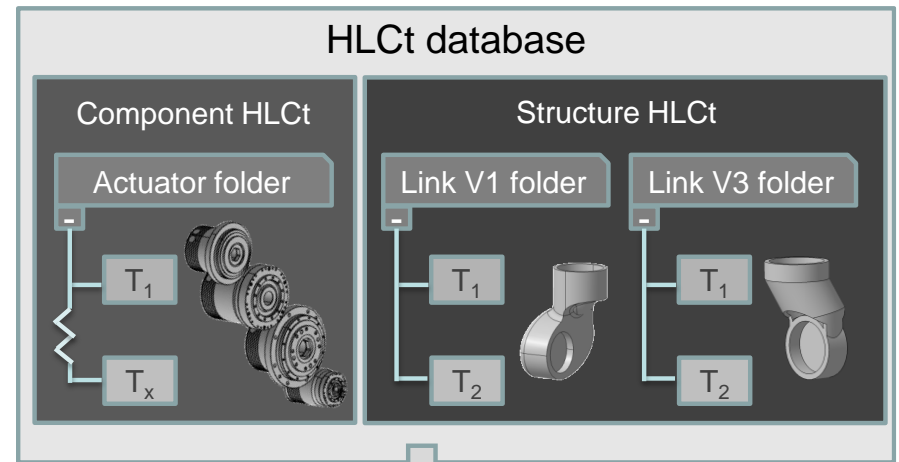 HLCt database
Component HLCt
Structure HLCt
Actuator folder
Link V1 folder
Link V3 folder
-
-
-
T1
T1
T1
Tx
T2
T2